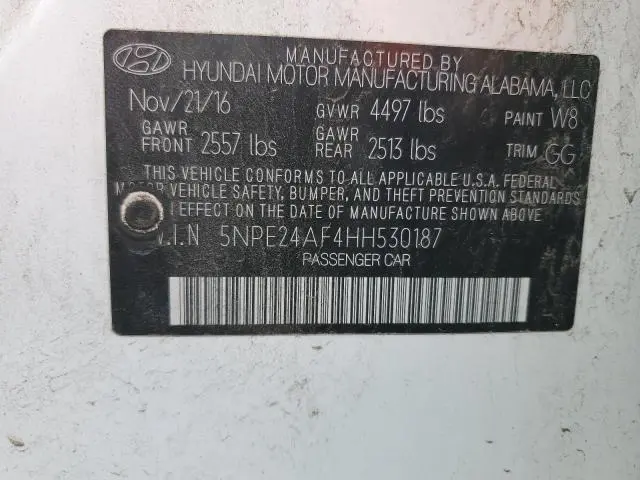 MANUFACTURED BY
HYUNDAI MOTOR MANUFACTURING ALABAMA, LLC
Nov/21/16 GVWR 4497 lbs PAINT W8
GAWR FRONT 2557 lbs GAWR REAR 2513 lbs TRIM GG
THIS VEHICLE CONFORMS TO ALL APPLICABLE U.S.A. FEDERAL
MOTOR VEHICLE SAFETY, BUMPER, AND THEFT PREVENTION STANDARDS
IN EFFECT ON THE DATE OF MANUFACTURE SHOWN ABOVE.
V.I.N 5NPE24AF4HH530187
PASSENGER CAR